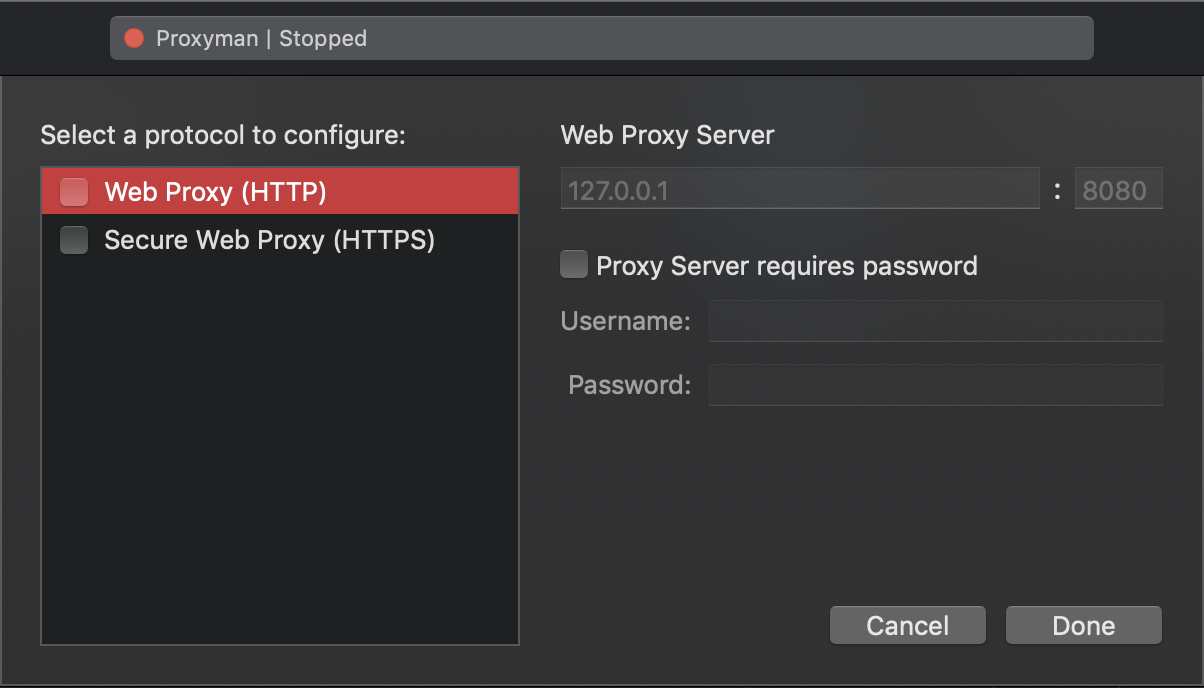 Proxyman | Stopped
Select a protocol to configure:
Web Proxy (HTTP)
Secure Web Proxy (HTTPS)
Web Proxy Server
127.0.0.1 : 8080
Proxy Server requires password
Username:
Password:
Cancel
Done